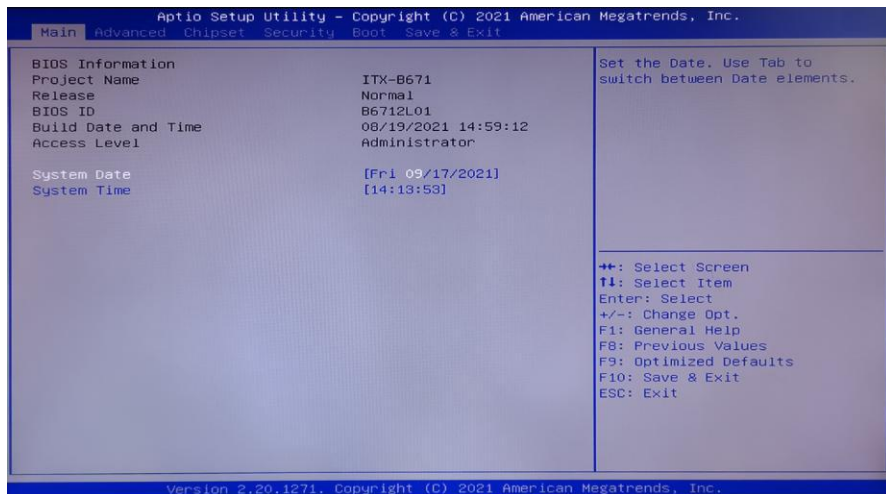 Aptio Setup Utility – Copyright (C) 2021 American Megatrends, Inc.
Main Advanced Chipset Security Boot Save & Exit
BIOS Information
Project Name ITX-B671
Release Normal
BIOS ID B6712L01
Build Date and Time 08/19/2021 14:59:12
Access Level Administrator
System Date [Fri 09/17/2021]
System Time [14:13:53]
Set the Date. Use Tab to
switch between Date elements.
→←: Select Screen
↑↓: Select Item
Enter: Select
+/-: Change Opt.
F1: General Help
F8: Previous Values
F9: Optimized Defaults
F10: Save & Exit
ESC: Exit
Version 2.20.1271. Copyright (C) 2021 American Megatrends, Inc.